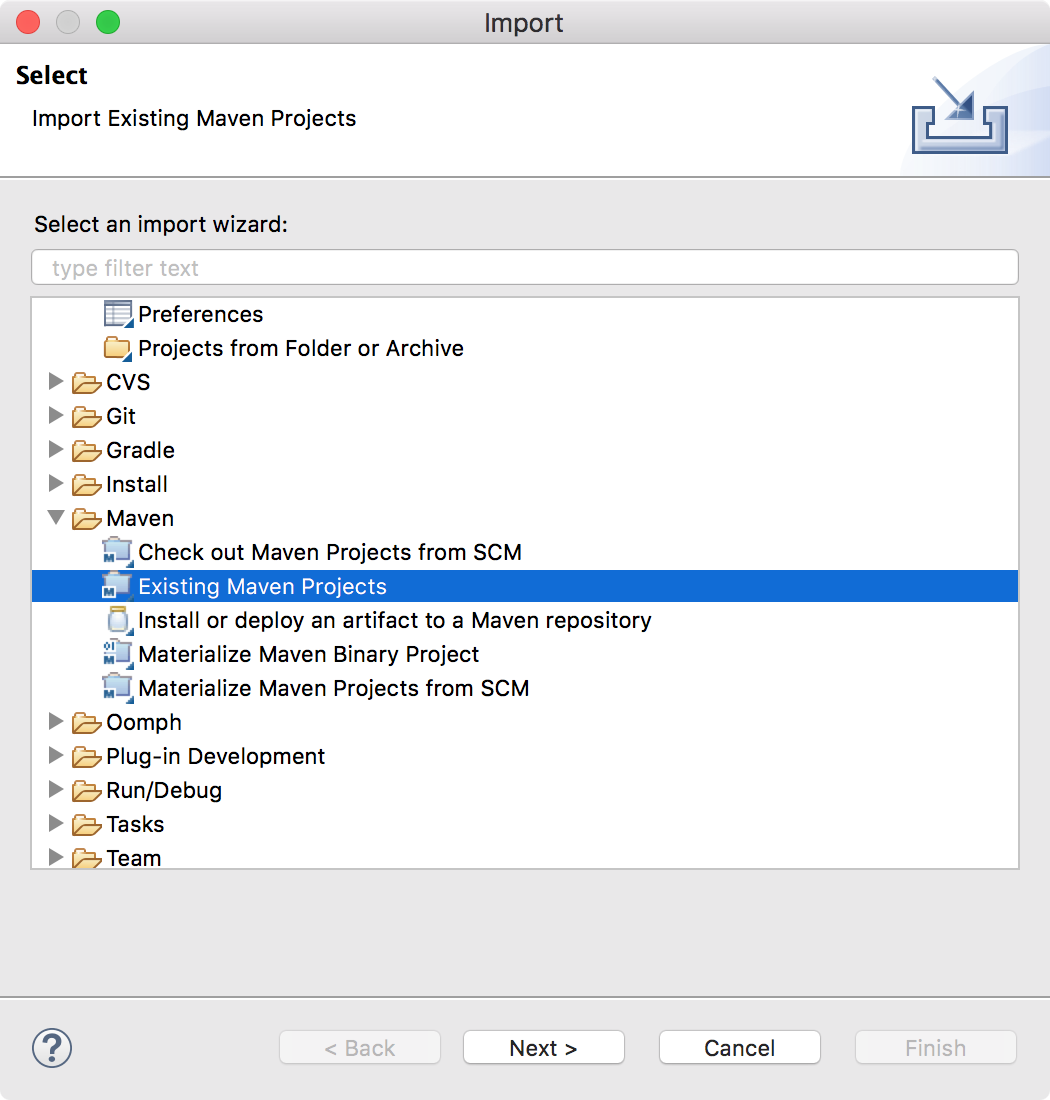 Import
Select
Import Existing Maven Projects
Select an import wizard:
type filter text
Preferences
Projects from Folder or Archive
CVS
Git
Gradle
Install
Maven
Check out Maven Projects from SCM
Existing Maven Projects
Install or deploy an artifact to a Maven repository
Materialize Maven Binary Project
Materialize Maven Projects from SCM
Oomph
Plug-in Development
Run/Debug
Tasks
Team
? < Back Next > Cancel Finish